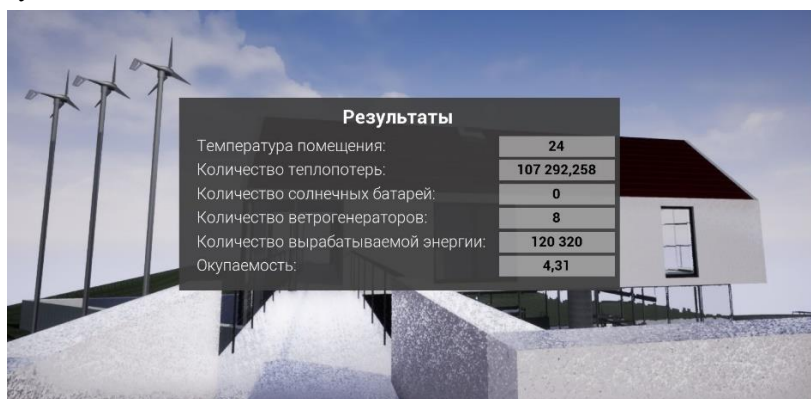 Результаты
Температура помещения: 24
Количество теплопотерь: 107 292,258
Количество солнечных батарей: 0
Количество ветрогенераторов: 8
Количество вырабатываемой энергии: 120 320
Окупаемость: 4,31